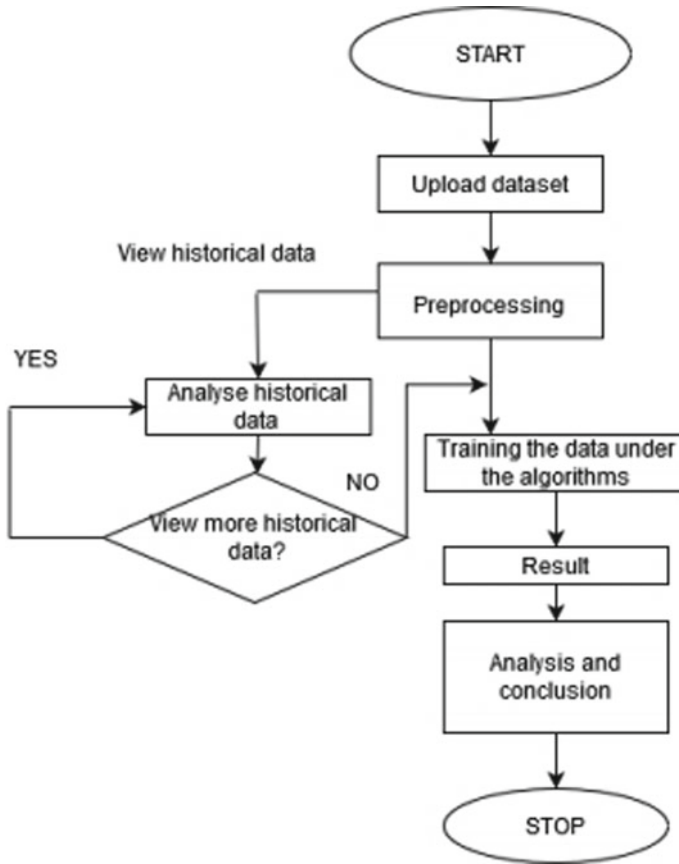 START
Upload dataset
View historical data
Preprocessing
YES
Analyse historical
data
NO
View more historical
data?
Training the data under
the algorithms
Result
Analysis and
conclusion
STOP